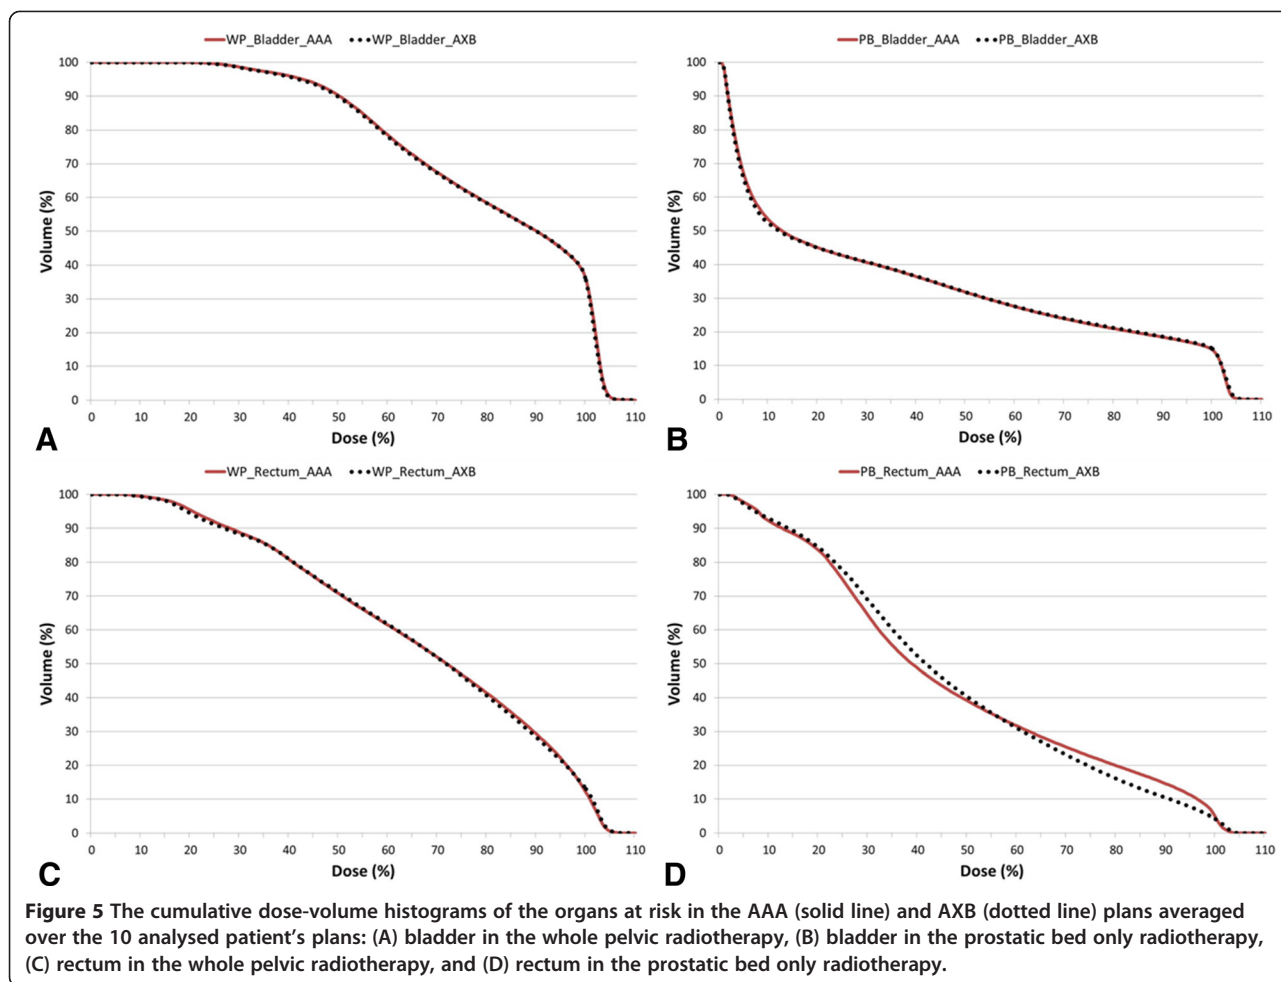 WP_Bladder_AAA WP_Bladder_AXB
100
90
80
70
60
50
40
30
20
10
0
Volume (%)
0 10 20 30 40 50 60 70 80 90 100 110
Dose (%)
A
PB_Bladder_AAA PB_Bladder_AXB
100
90
80
70
60
50
40
30
20
10
0
Volume (%)
0 10 20 30 40 50 60 70 80 90 100 110
Dose (%)
B
WP_Rectum_AAA WP_Rectum_AXB
100
90
80
70
60
50
40
30
20
10
0
Volume (%)
0 10 20 30 40 50 60 70 80 90 100 110
Dose (%)
C
PB_Rectum_AAA PB_Rectum_AXB
100
90
80
70
60
50
40
30
20
10
0
Volume (%)
0 10 20 30 40 50 60 70 80 90 100 110
Dose (%)
D
Figure 5 The cumulative dose-volume histograms of the organs at risk in the AAA (solid line) and AXB (dotted line) plans averaged
over the 10 analysed patient’s plans: (A) bladder in the whole pelvic radiotherapy, (B) bladder in the prostatic bed only radiotherapy,
(C) rectum in the whole pelvic radiotherapy, and (D) rectum in the prostatic bed only radiotherapy.